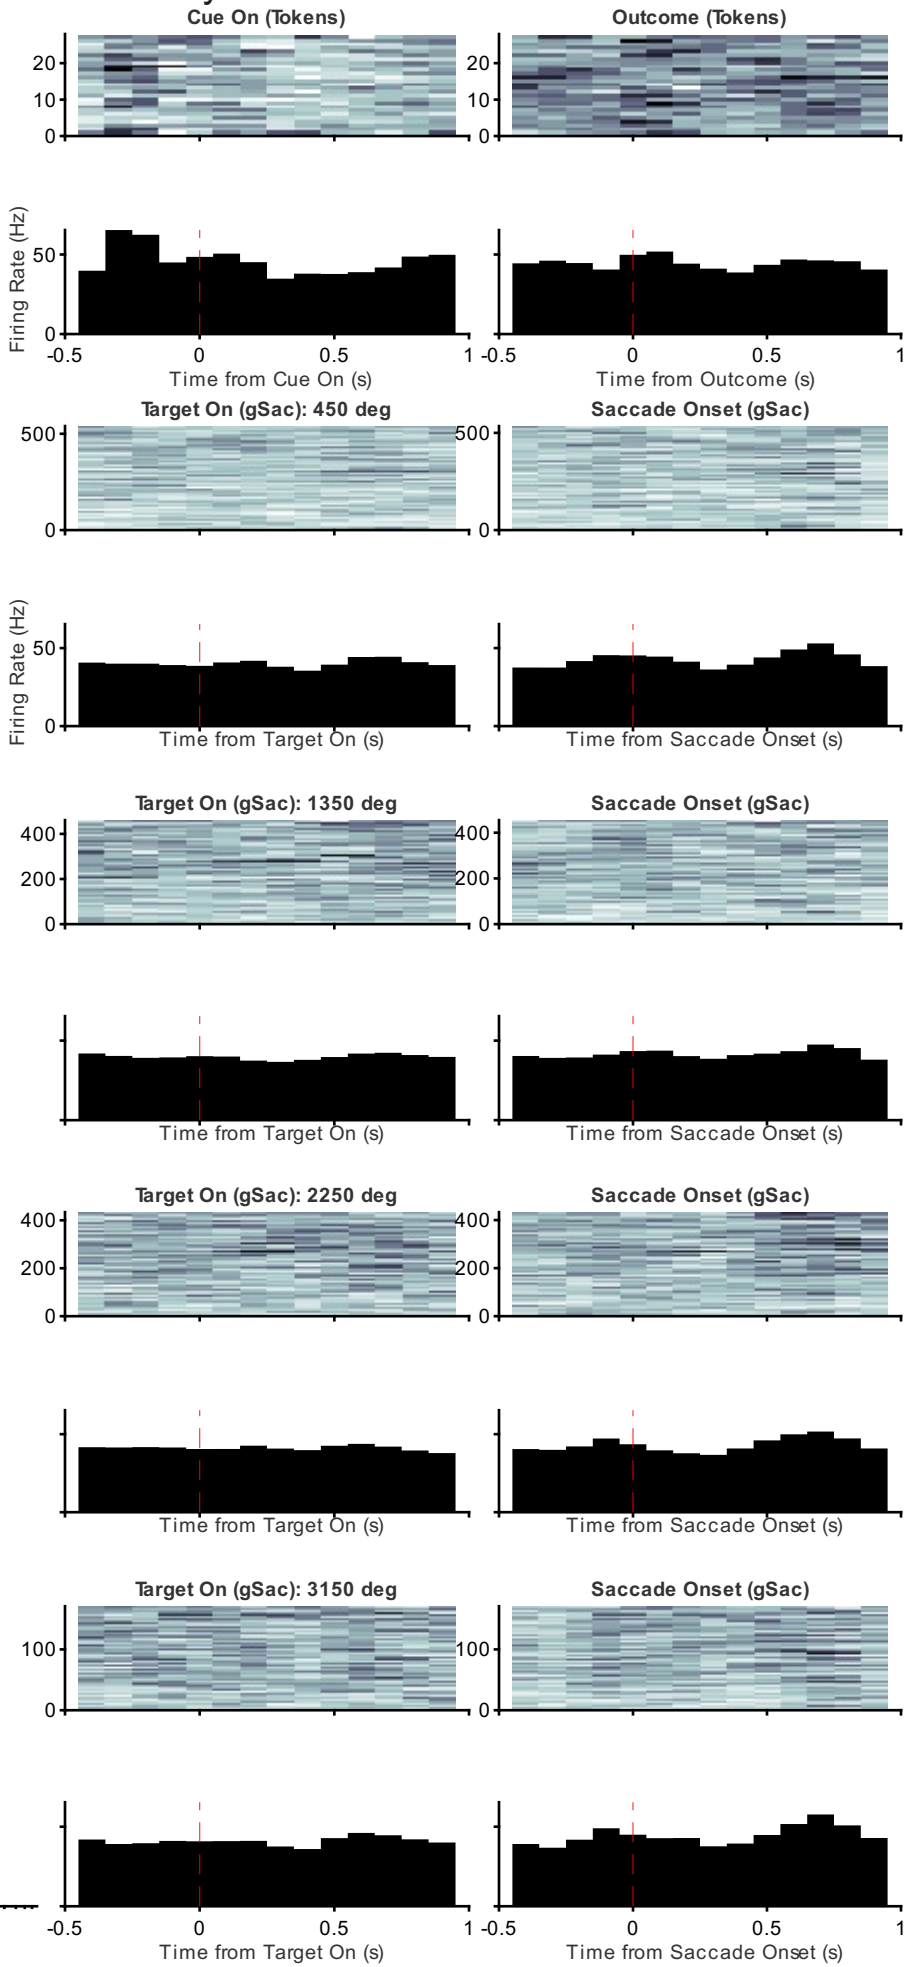 Cue On (Tokens) Outcome (Tokens)
20 20
10 10
0 0
Firing Rate (Hz)
50
0 0
-0.5 0 0.5 1 -0.5 0 0.5 1
Time from Cue On (s) Time from Outcome (s)
Target On (gSac): 450 deg Saccade Onset (gSac)
500 500
0 0
Firing Rate (Hz)
50
0
Time from Target On (s) Time from Saccade Onset (s)
Target On (gSac): 1350 deg Saccade Onset (gSac)
400 400
200 200
0 0
Time from Target On (s) Time from Saccade Onset (s)
Target On (gSac): 2250 deg Saccade Onset (gSac)
400 400
200 200
0 0
Time from Target On (s) Time from Saccade Onset (s)
Target On (gSac): 3150 deg Saccade Onset (gSac)
100 100
0 0
-0.5 0 0.5 1 -0.5 0 0.5 1
Time from Target On (s) Time from Saccade Onset (s)